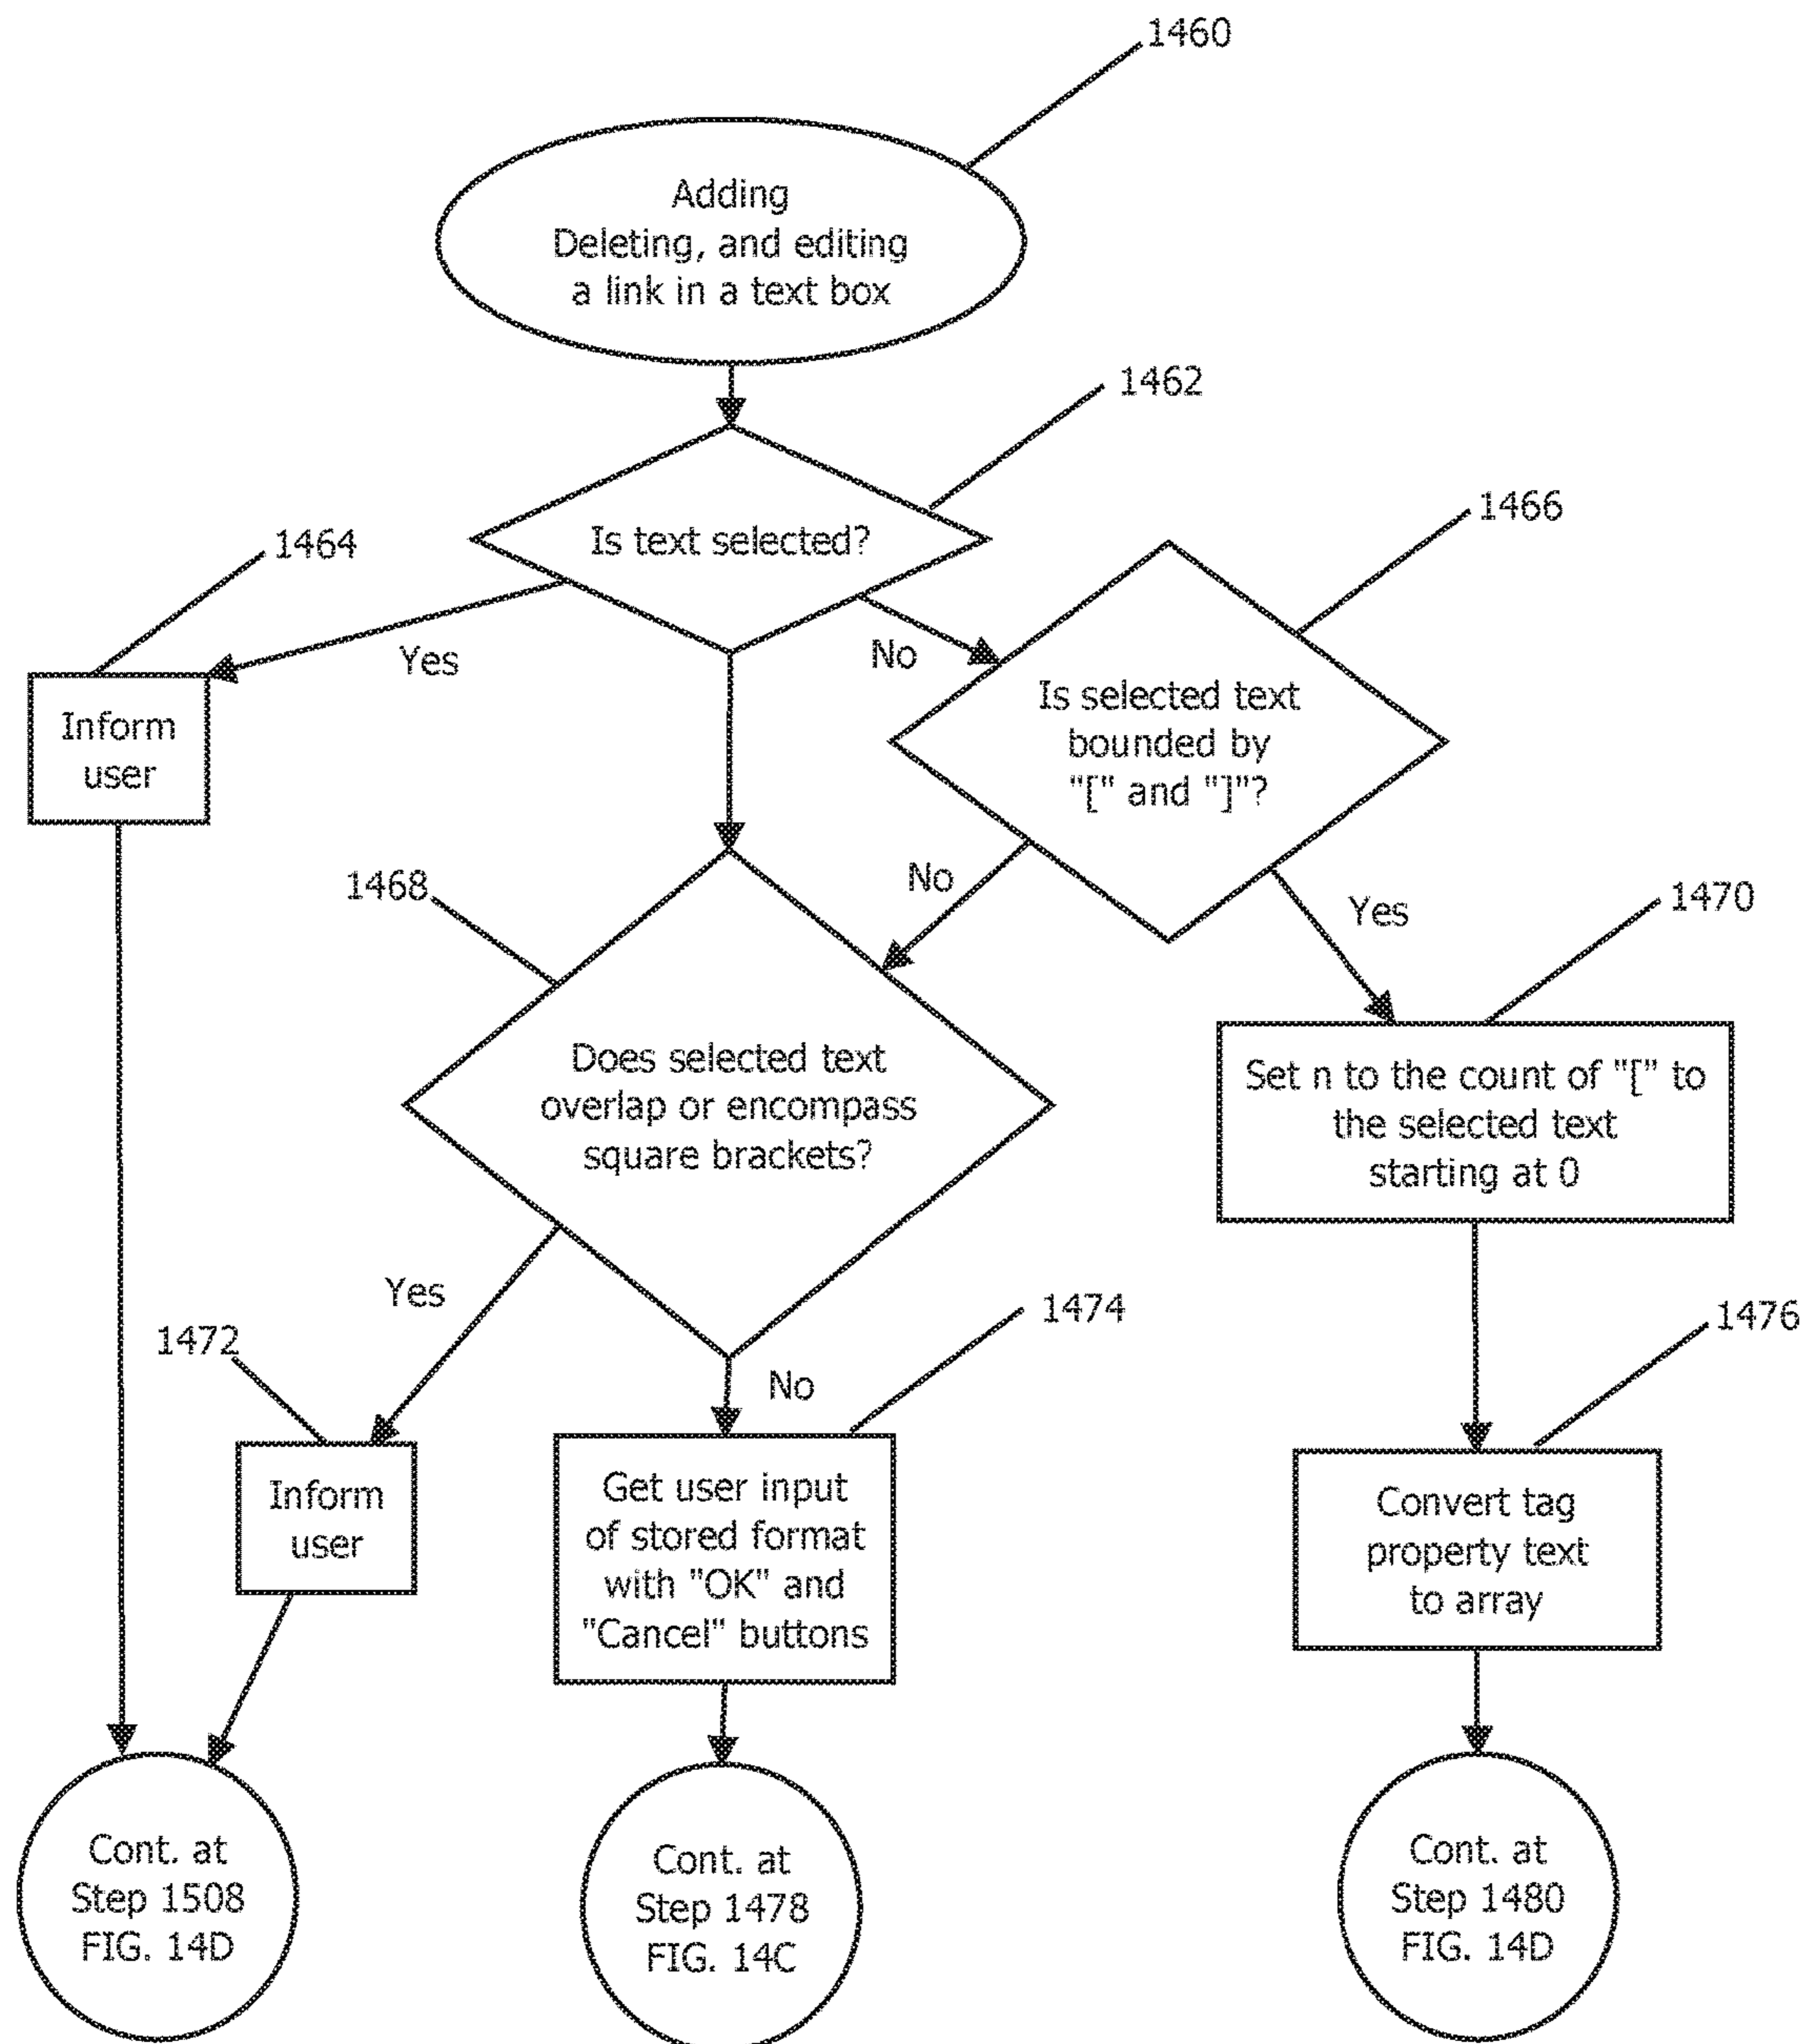 1460
Adding
Deleting, and editing
a link in a text box
1462
Is text selected?
1464
1466
Yes
No
Inform
user
Is selected text
bounded by
"[" and "]"?
1468
No
Yes
1470
Does selected text
overlap or encompass
square brackets?
Set n to the count of "[" to
the selected text
starting at 0
Yes
1472
No
1474
1476
Inform
user
Get user input
of stored format
with "OK" and
"Cancel" buttons
Convert tag
property text
to array
Cont. at
Step 1508
FIG. 14D
Cont. at
Step 1478
FIG. 14C
Cont. at
Step 1480
FIG. 14D